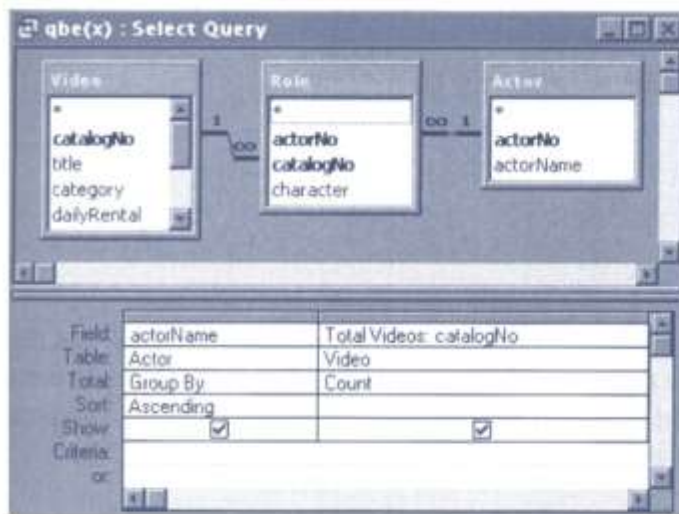 qbe(x) : Select Query
Video
*
catalogNo
title
category
dailyRental
1
∞
Role
*
actorNo
catalogNo
character
∞
1
Actor
*
actorNo
actorName
Field: actorName Total Videos: catalogNo
Table: Actor Video
Total: Group By Count
Sort: Ascending
Show:
Criteria:
or: